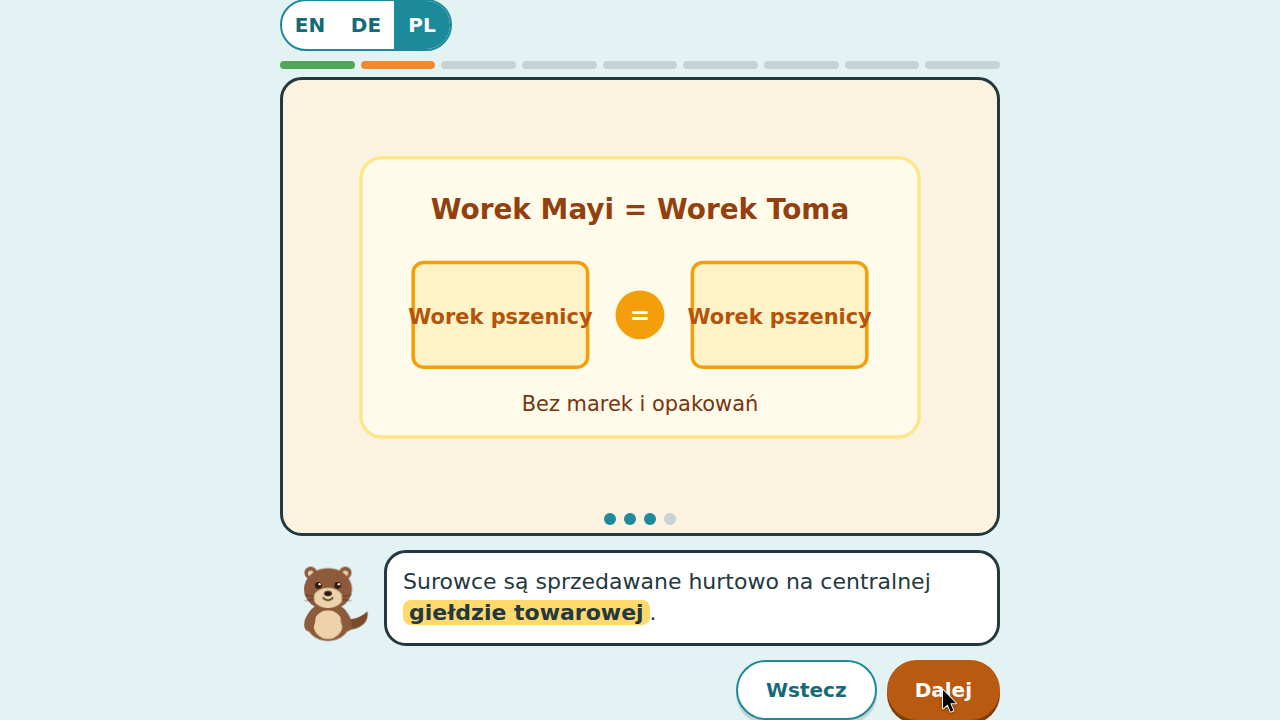 EN DE PL
Worek Mayi = Worek Toma
Worek pszenicy = Worek pszenicy
Bez marek i opakowań
Surowce są sprzedawane hurtowo na centralnej
giełdzie towarowej.
Wstecz Dalej